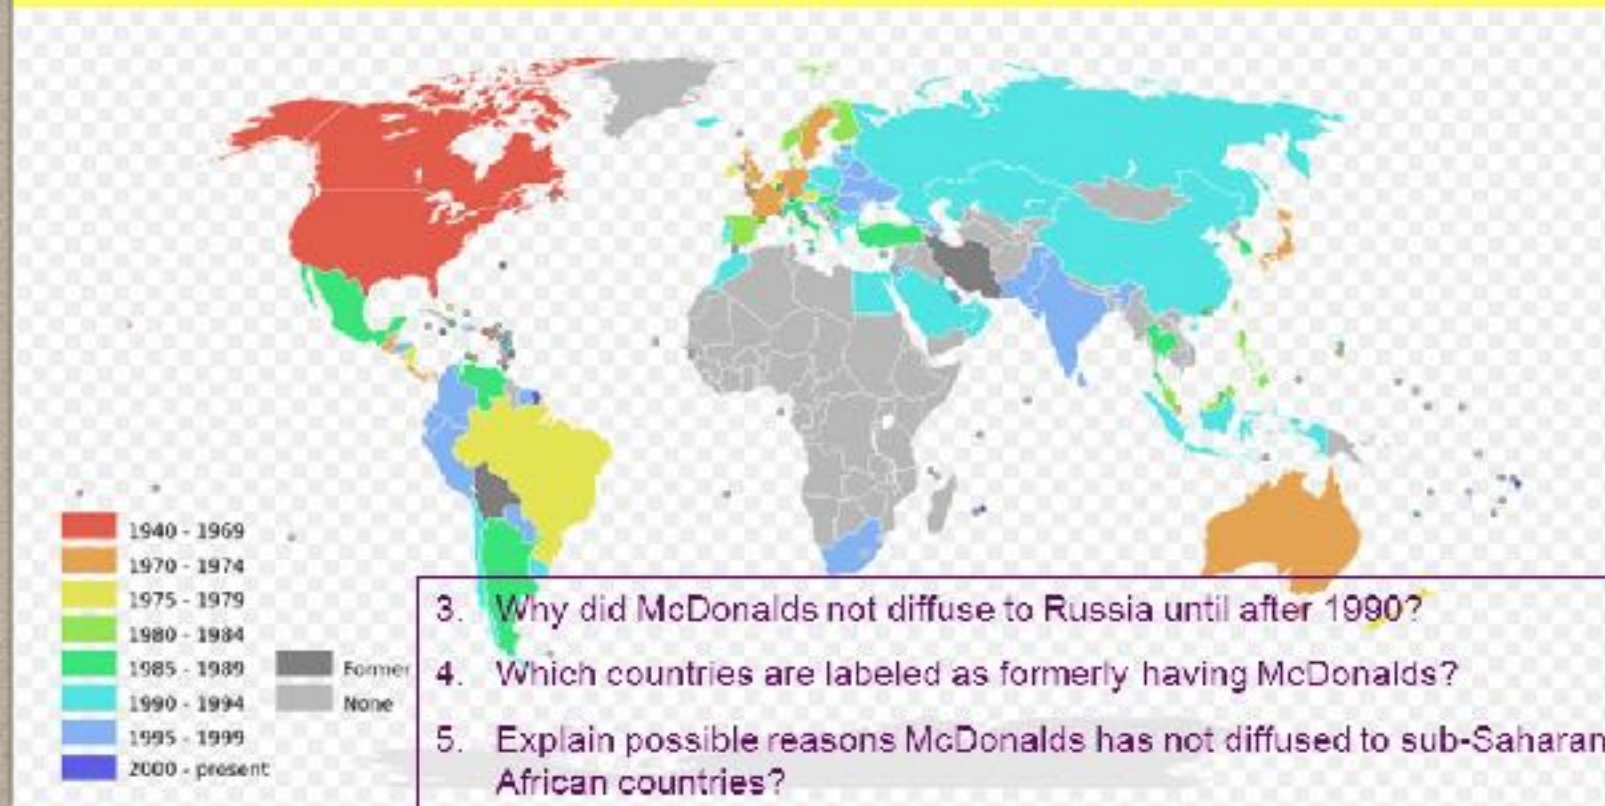 1940 - 1969
1970 - 1974
1975 - 1979
1980 - 1984
1985 - 1989
1990 - 1994
1995 - 1999
2000 - present
Former
None
3. Why did McDonalds not diffuse to Russia until after 1990?
4. Which countries are labeled as formerly having McDonalds?
5. Explain possible reasons McDonalds has not diffused to sub-Saharan
African countries?